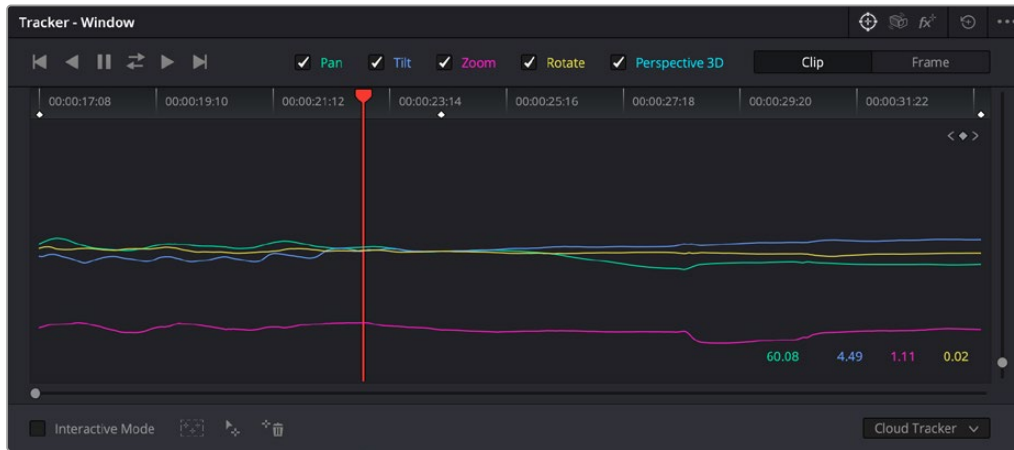 Tracker - Window
Pan Tilt Zoom Rotate Perspective 3D Clip Frame
00:00:17:08 00:00:19:10 00:00:21:12 00:00:23:14 00:00:25:16 00:00:27:18 00:00:29:20 00:00:31:22
60.08 4.49 1.11 0.02
Interactive Mode Cloud Tracker